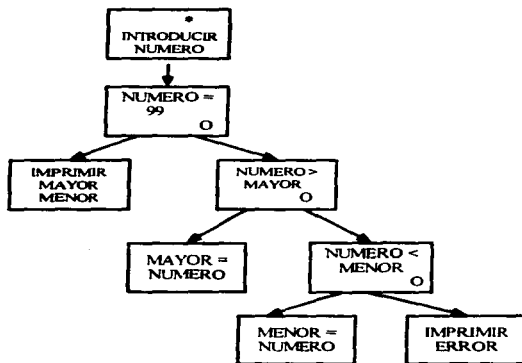 *
INTRODUCIR
NUMERO
NUMERO =
99
O
IMPRIMIR
MAYOR
MENOR
NUMERO >
MAYOR
O
MAYOR =
NUMERO
NUMERO <
MENOR
O
MENOR =
NUMERO
IMPRIMIR
ERROR